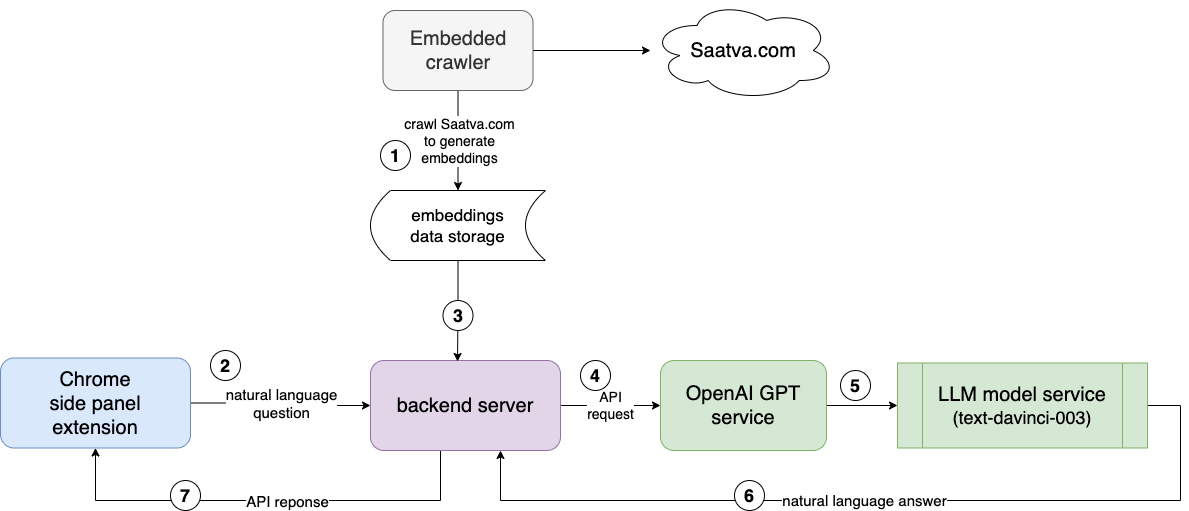 Embedded
crawler
Saatva.com
crawl Saatva.com
to generate
embeddings
1
embeddings
data storage
3
Chrome
side panel
extension
2
natural language
question
backend server
4
API
request
OpenAI GPT
service
5
LLM model service
(text-davinci-003)
7
API reponse
6
natural language answer